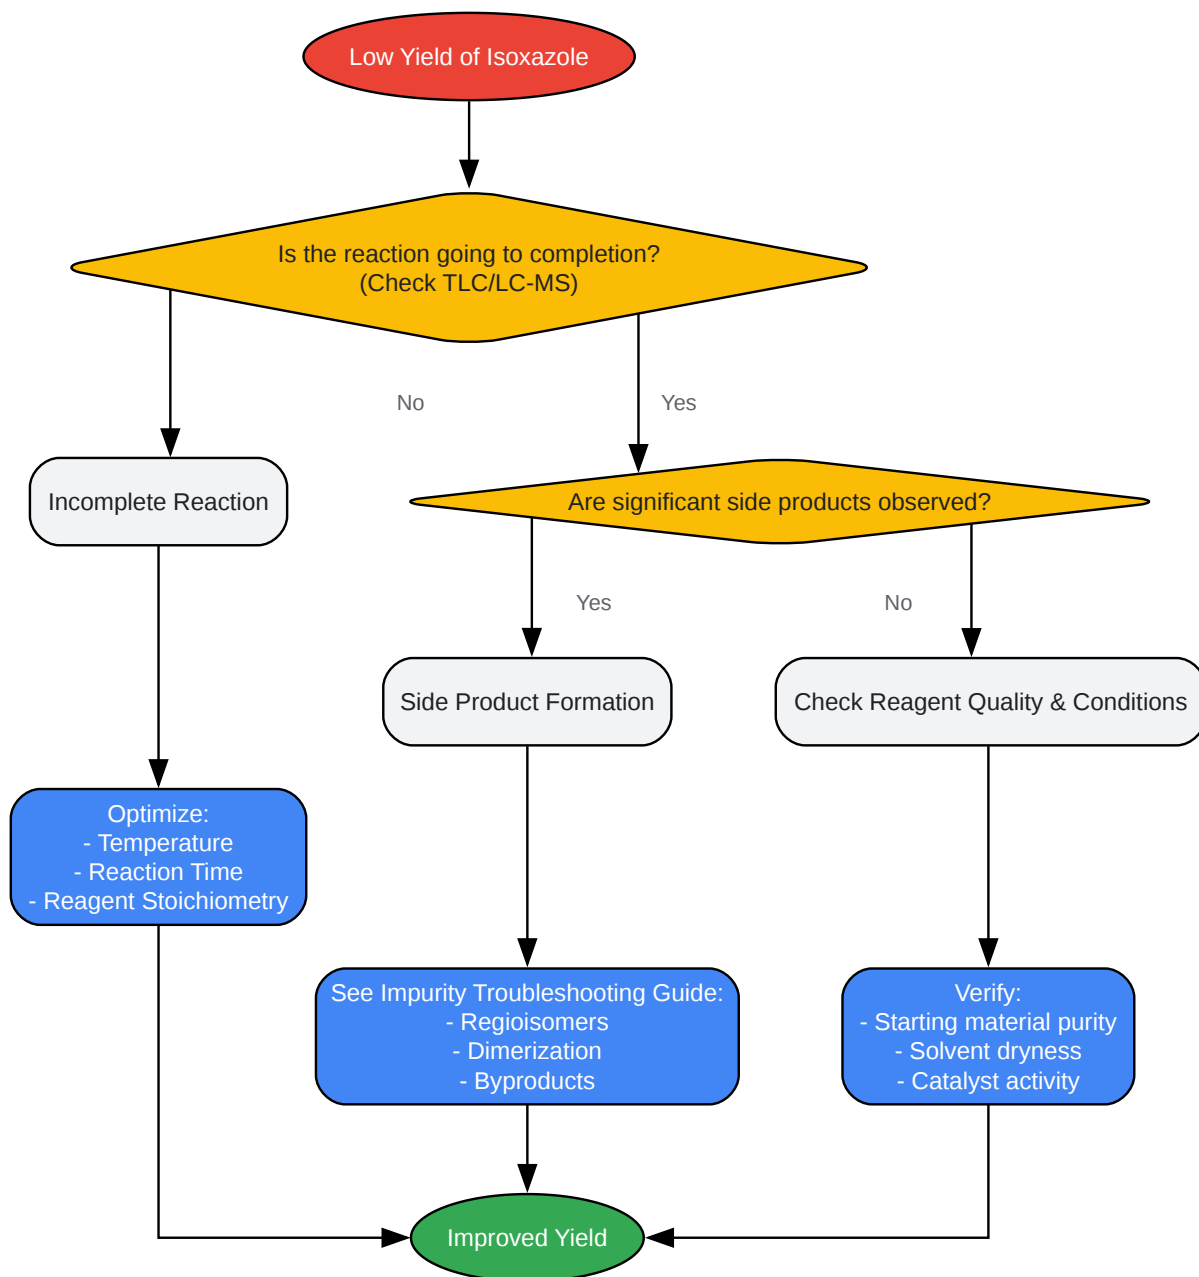 Low Yield of Isoxazole
Is the reaction going to completion?
(Check TLC/LC-MS)
No
Yes
Incomplete Reaction
Are significant side products observed?
Yes
No
Side Product Formation
Check Reagent Quality & Conditions
Optimize:
- Temperature
- Reaction Time
- Reagent Stoichiometry
See Impurity Troubleshooting Guide:
- Regioisomers
- Dimerization
- Byproducts
Verify:
- Starting material purity
- Solvent dryness
- Catalyst activity
Improved Yield